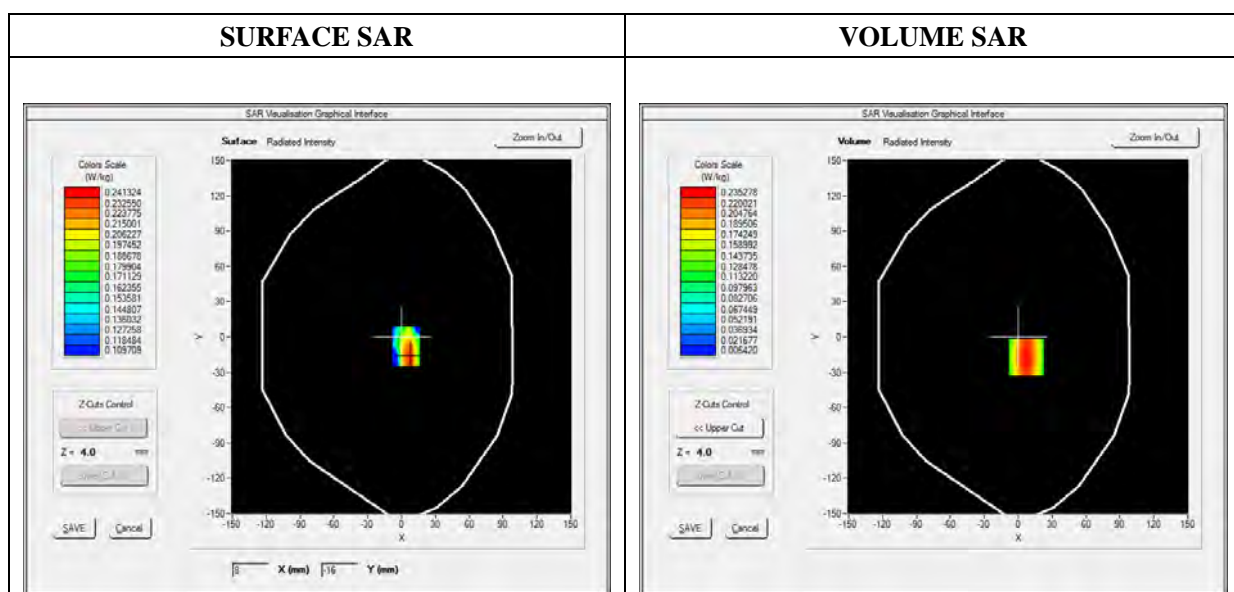 SURFACE SAR
SAR Visualisation Graphical Interface
Surface Radiated Intensity
Zoom In/Out
Colors Scale
(W/kg)
0.241324
0.232550
0.223775
0.215001
0.206227
0.197452
0.188678
0.179904
0.171129
0.162355
0.153581
0.144807
0.136032
0.127258
0.118484
0.109709
Z-Cuts Control
<< Upper Cut
Z = 4.0 mm
SAVE Cancel
150
120
90
60
30
0
-30
-60
-90
-120
-150
Y
-150 -120 -90 -60 -30 0 30 60 90 120 150
X
8 X (mm) -16 Y (mm)
VOLUME SAR
SAR Visualisation Graphical Interface
Volume Radiated Intensity
Zoom In/Out
Colors Scale
(W/kg)
0.235278
0.220021
0.204764
0.189506
0.174249
0.158992
0.143735
0.128478
0.113220
0.097963
0.082706
0.067449
0.052191
0.036934
0.021677
0.006420
Z-Cuts Control
<< Upper Cut
Z = 4.0 mm
SAVE Cancel
150
120
90
60
30
0
-30
-60
-90
-120
-150
Y
-150 -120 -90 -60 -30 0 30 60 90 120 150
X